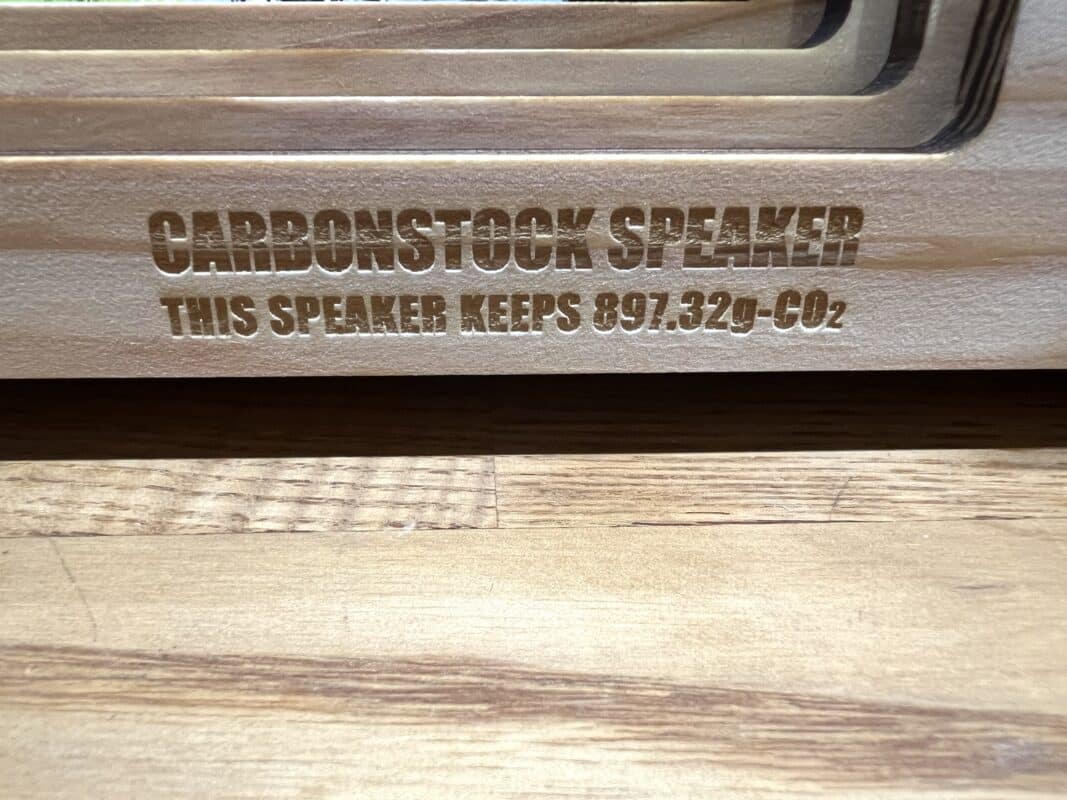 CARBONSTOCK SPEAKER
THIS SPEAKER KEEPS 897.32g-CO₂